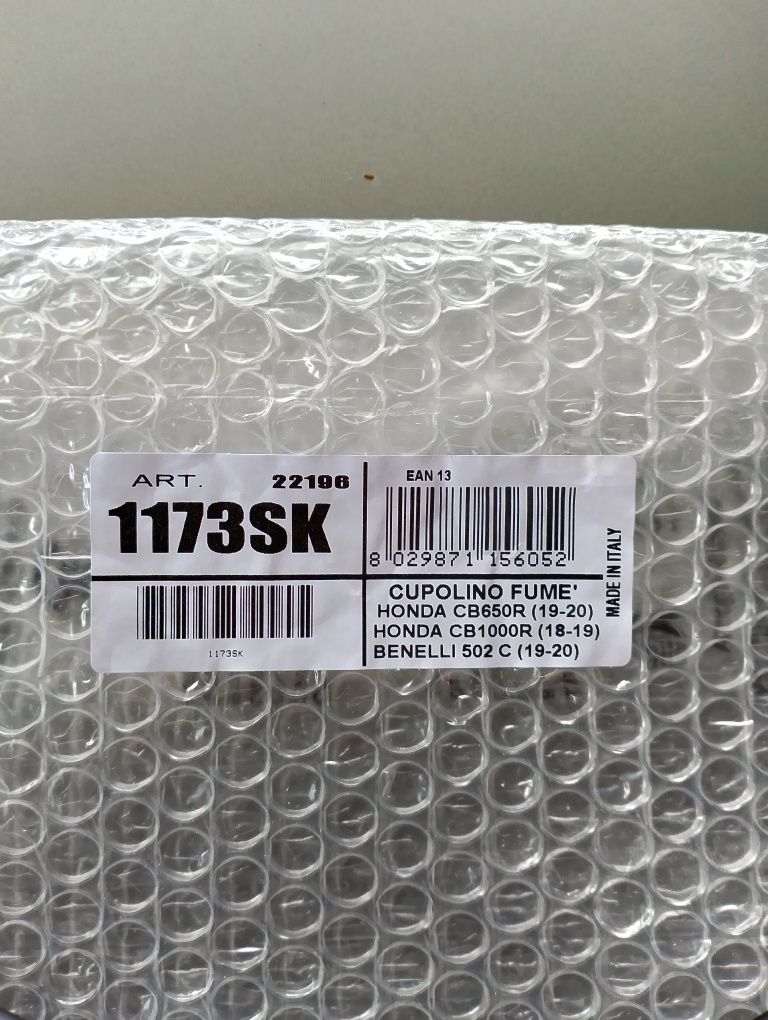 ART. 22196
1173SK
1173SK
EAN 13
8 029871 156052
CUPOLINO FUME'
HONDA CB650R (19-20)
HONDA CB1000R (18-19)
BENELLI 502 C (19-20)
MADE IN ITALY